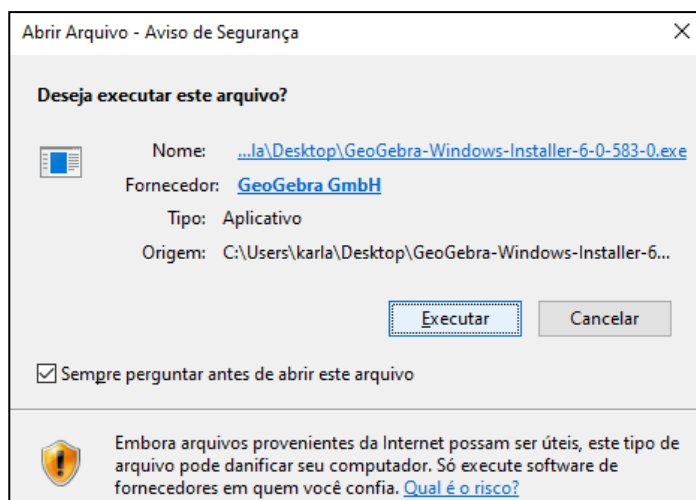 Abrir Arquivo - Aviso de Segurança
Deseja executar este arquivo?
Nome: ...la\Desktop\GeoGebra-Windows-Installer-6-0-583-0.exe
Fornecedor: GeoGebra GmbH
Tipo: Aplicativo
Origem: C:\Users\karla\Desktop\GeoGebra-Windows-Installer-6...
Executar Cancelar
Sempre perguntar antes de abrir este arquivo
Embora arquivos provenientes da Internet possam ser úteis, este tipo de
arquivo pode danificar seu computador. Só execute software de
fornecedores em quem você confia. Qual é o risco?